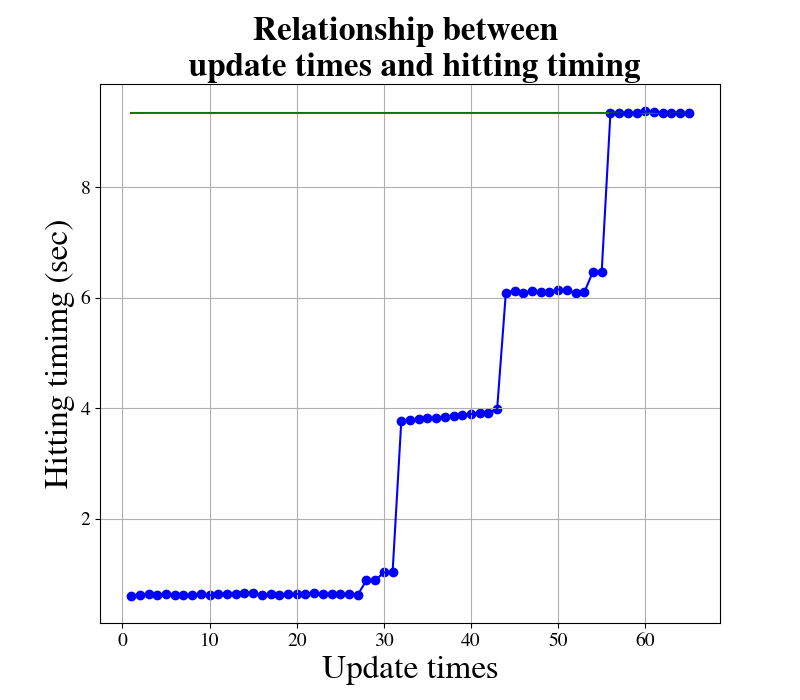 Relationship between
update times and hitting timing
Hitting timimg (sec)
8
6
4
2
0 10 20 30 40 50 60
Update times